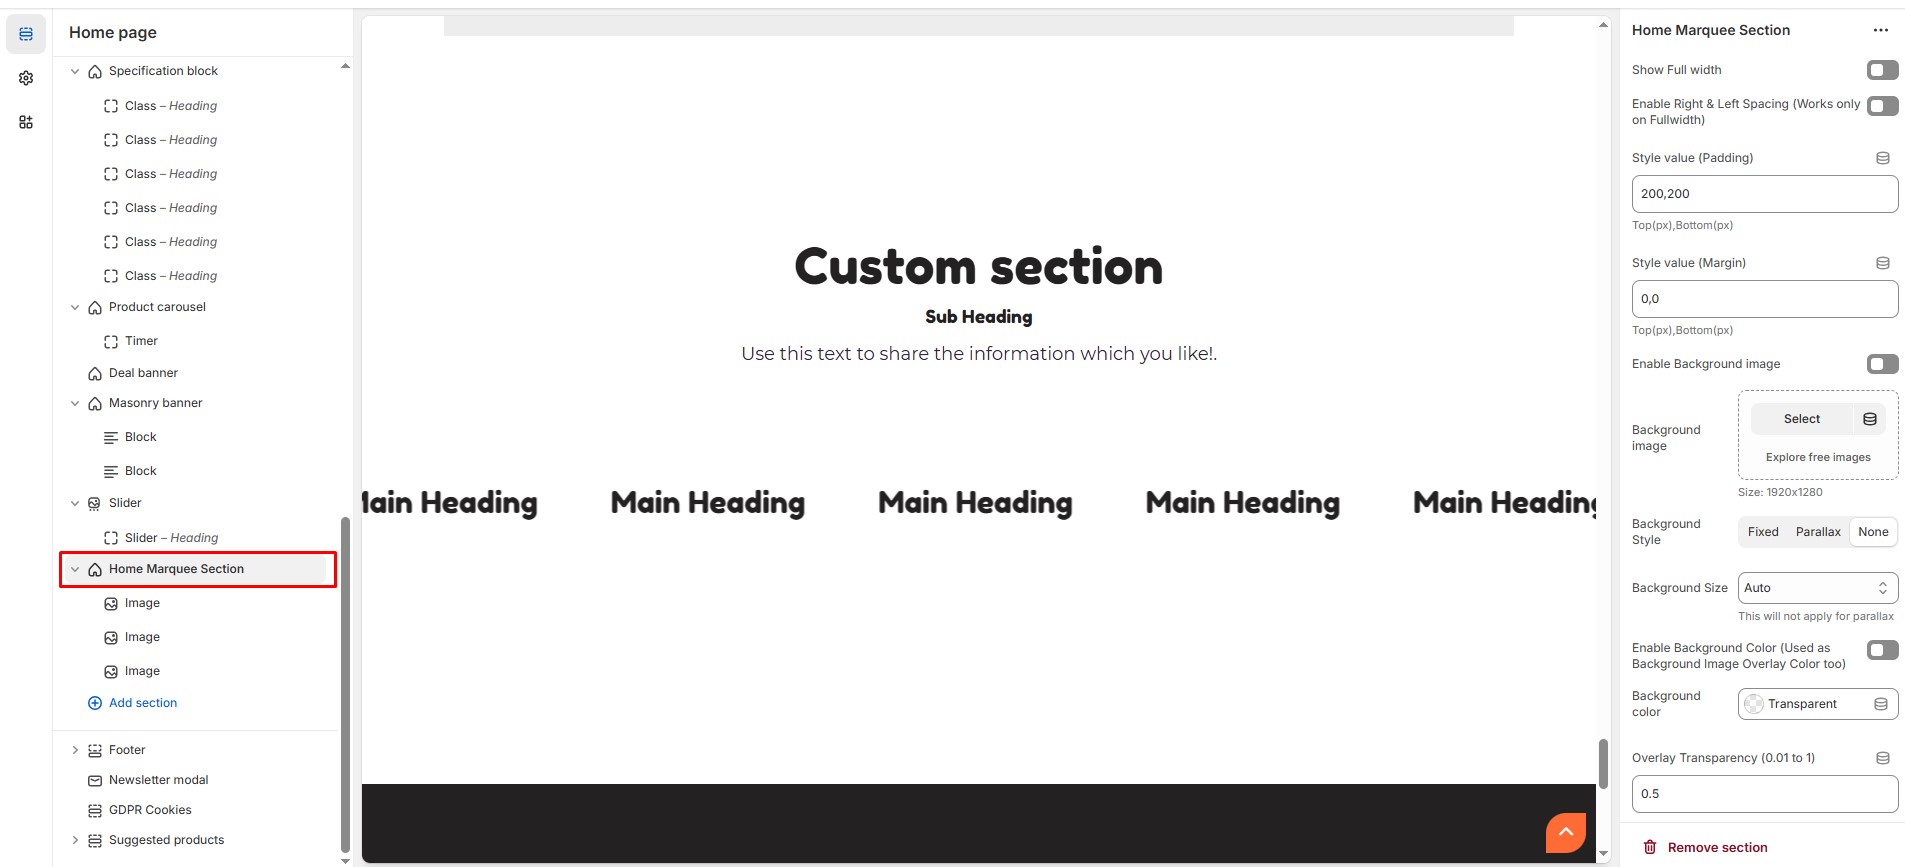 Home page
Specification block
Class – Heading
Class – Heading
Class – Heading
Class – Heading
Class – Heading
Class – Heading
Product carousel
Timer
Deal banner
Masonry banner
Block
Block
Slider
Slider – Heading
Home Marquee Section
Image
Image
Image
Add section
Footer
Newsletter modal
GDPR Cookies
Suggested products
Custom section
Sub Heading
Use this text to share the information which you like!.
Main Heading Main Heading Main Heading Main Heading Main Heading
Home Marquee Section
Show Full width
Enable Right & Left Spacing (Works only
on Fullwidth)
Style value (Padding)
200,200
Top(px),Bottom(px)
Style value (Margin)
0,0
Top(px),Bottom(px)
Enable Background image
Background
image
Select
Explore free images
Size: 1920x1280
Background
Style
Fixed Parallax None
Background Size
Auto
This will not apply for parallax
Enable Background Color (Used as
Background Image Overlay Color too)
Background
color
Transparent
Overlay Transparency (0.01 to 1)
0.5
Remove section